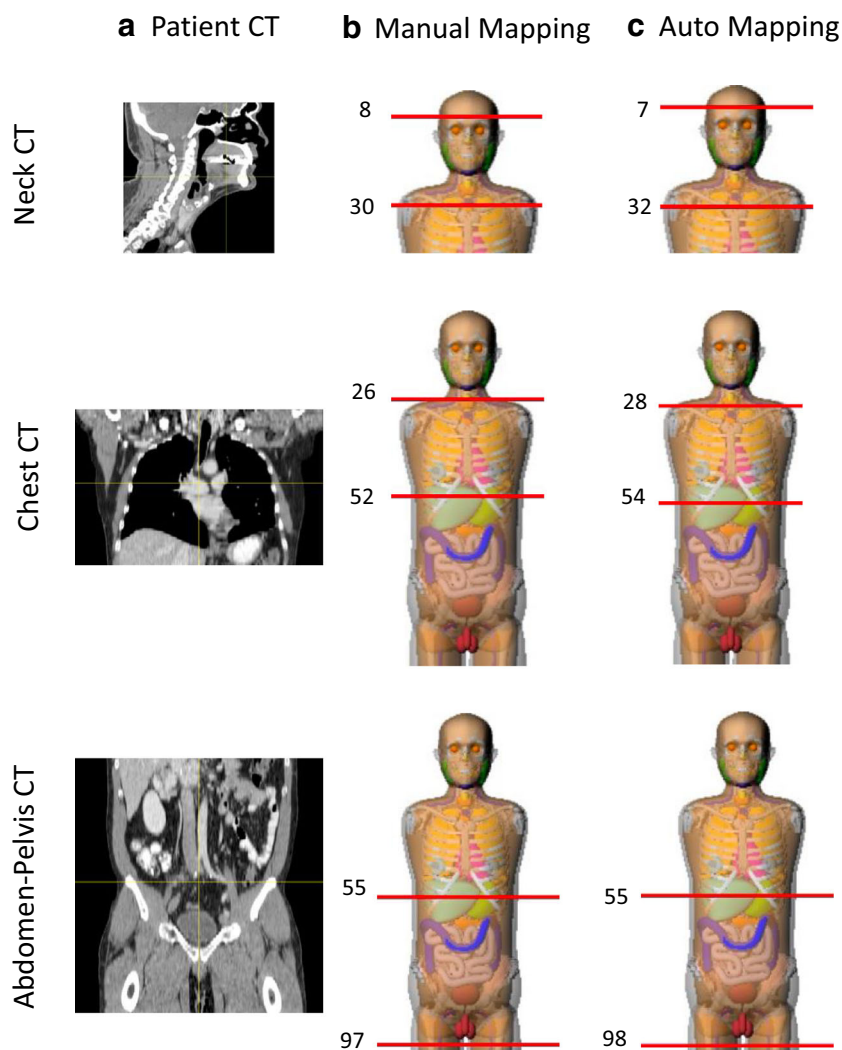 a Patient CT b Manual Mapping c Auto Mapping
Neck CT
8 7
30 32
Chest CT
26 28
52 54
Abdomen-Pelvis CT
55 55
97 98